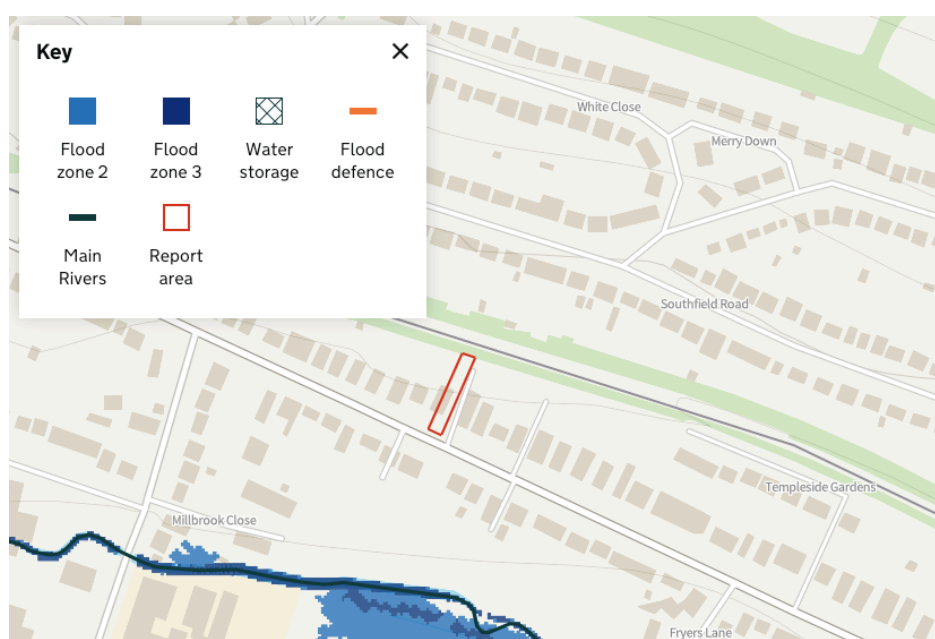 Key
Flood
zone 2
Flood
zone 3
Water
storage
Flood
defence
Main
Rivers
Report
area
White Close
Merry Down
Southfield Road
Templeside Gardens
Millbrook Close
Fryers Lane